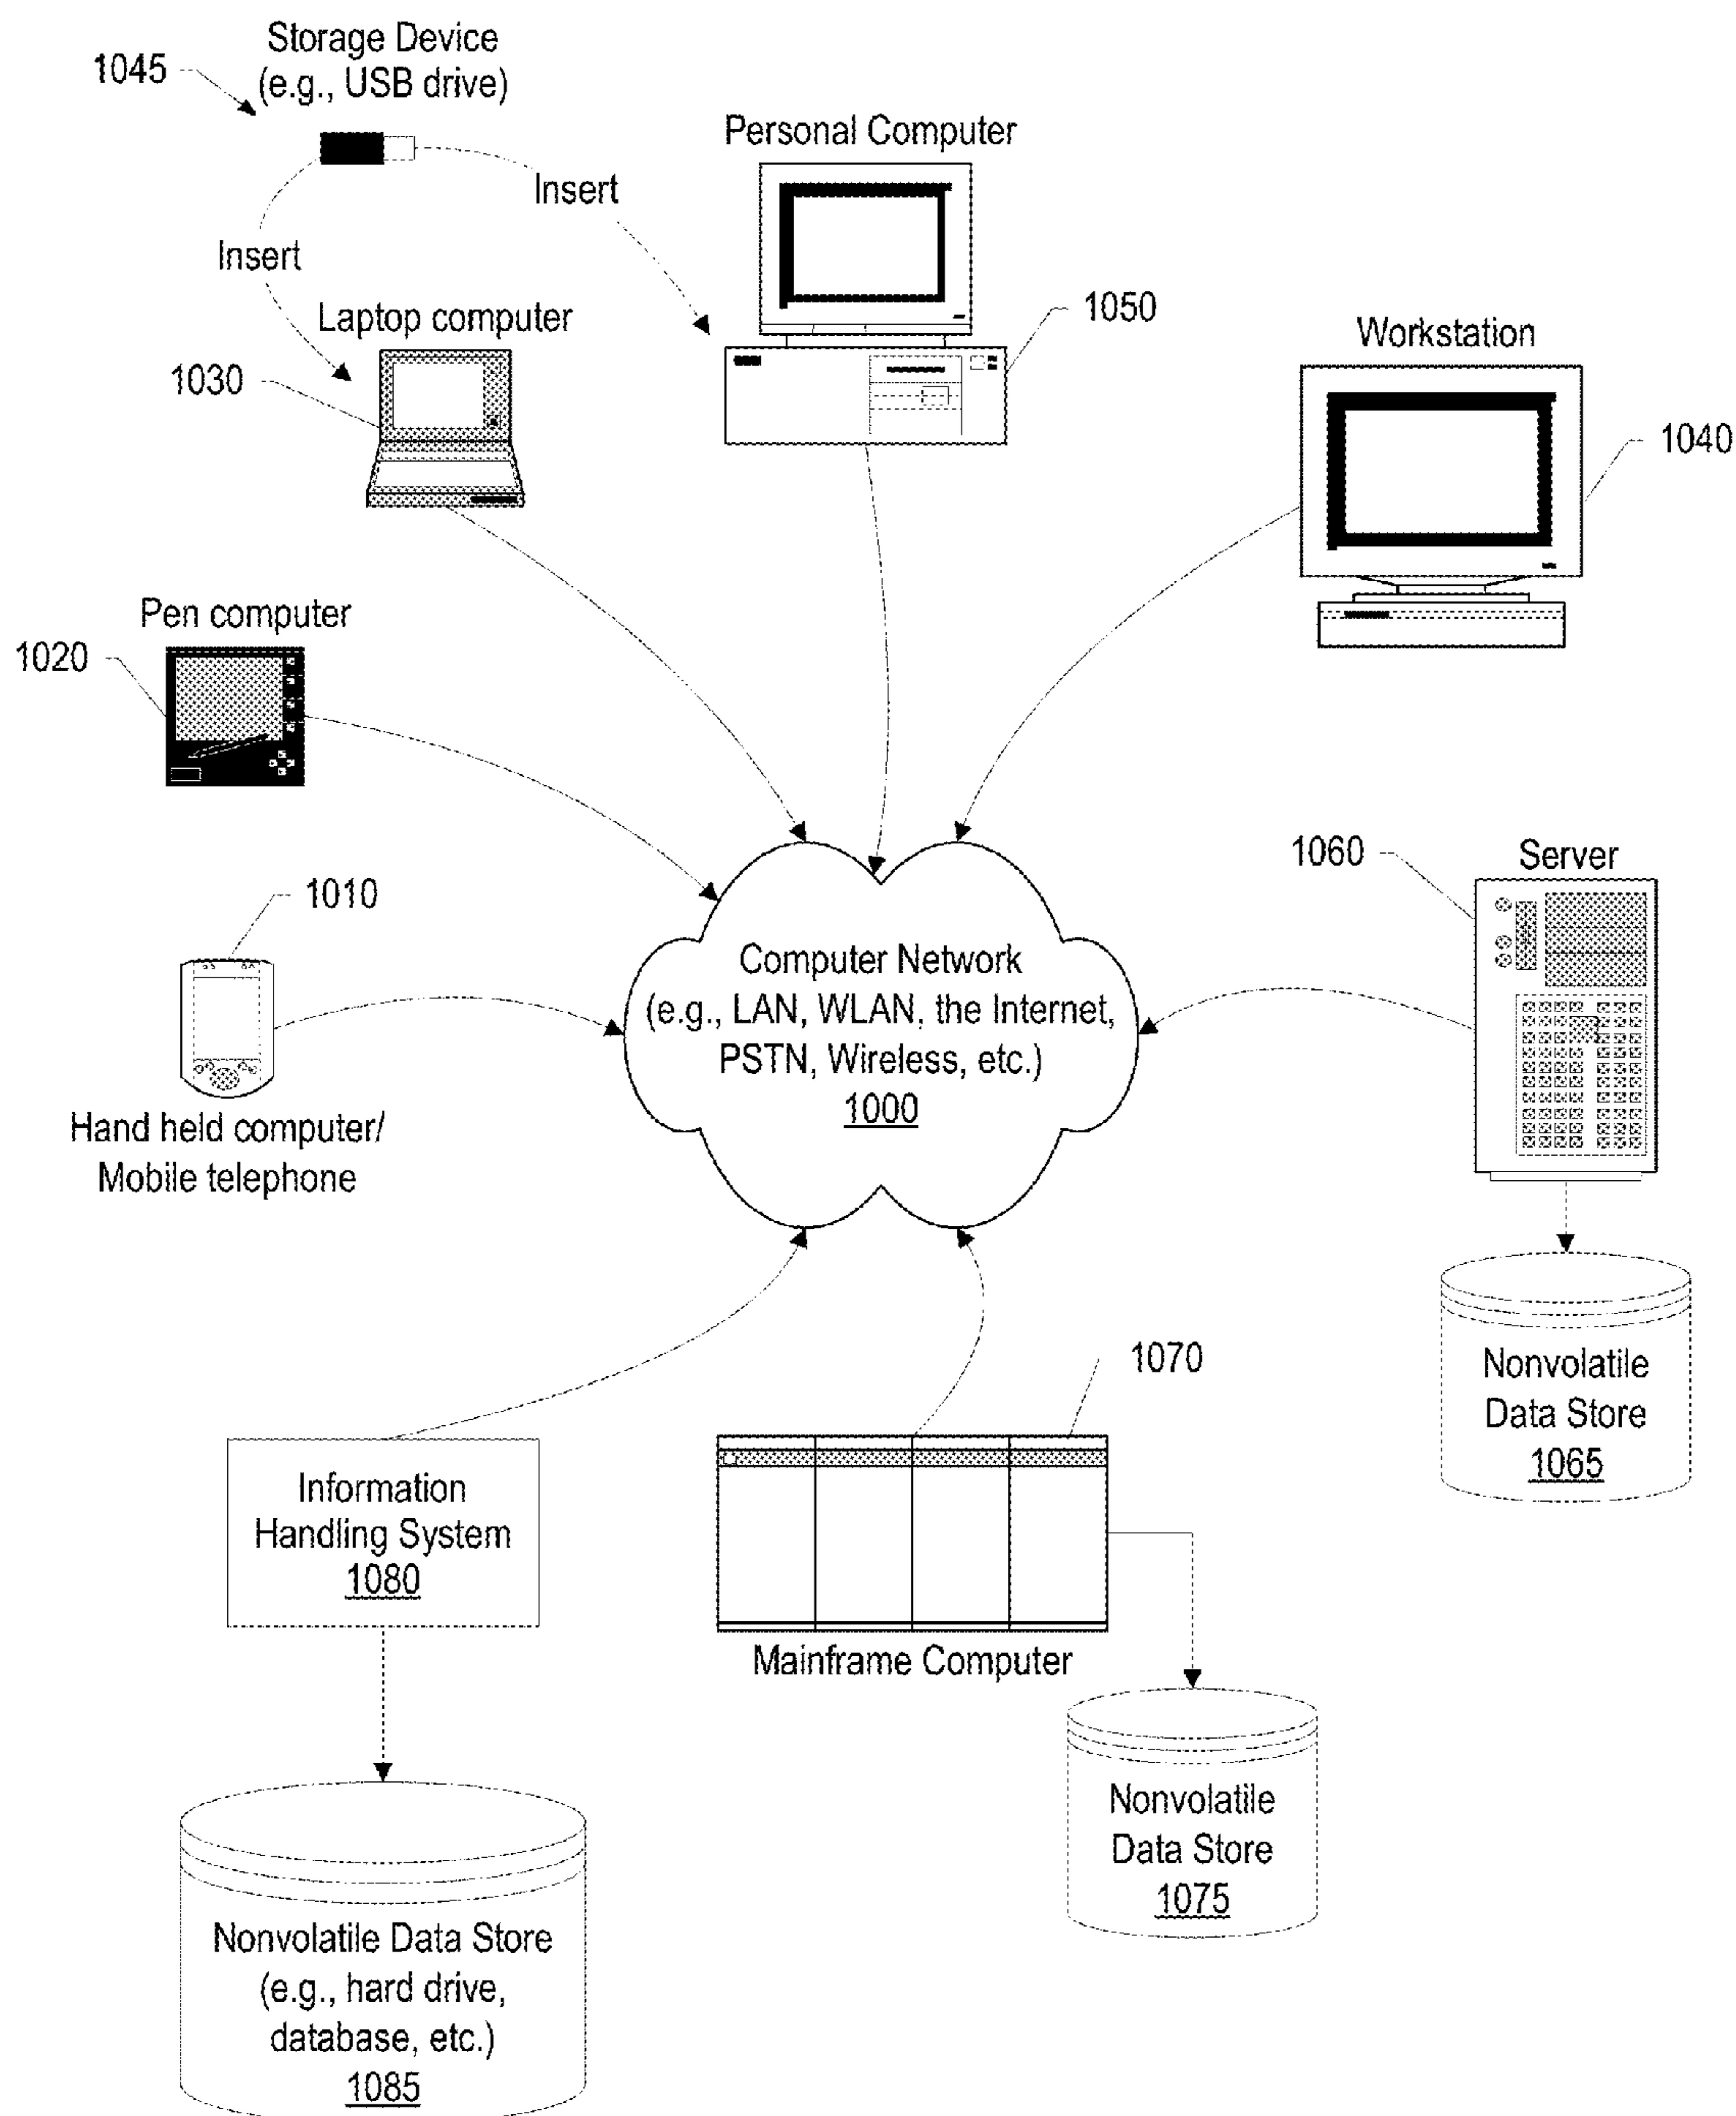 Storage Device
(e.g., USB drive)
1045
Insert
Insert
Personal Computer
1050
Laptop computer
1030
Workstation
1040
Pen computer
1020
1010
Hand held computer/
Mobile telephone
Computer Network
(e.g., LAN, WLAN, the Internet,
PSTN, Wireless, etc.)
1000
1060
Server
Nonvolatile
Data Store
1065
1070
Mainframe Computer
Information
Handling System
1080
Nonvolatile
Data Store
1075
Nonvolatile Data Store
(e.g., hard drive,
database, etc.)
1085